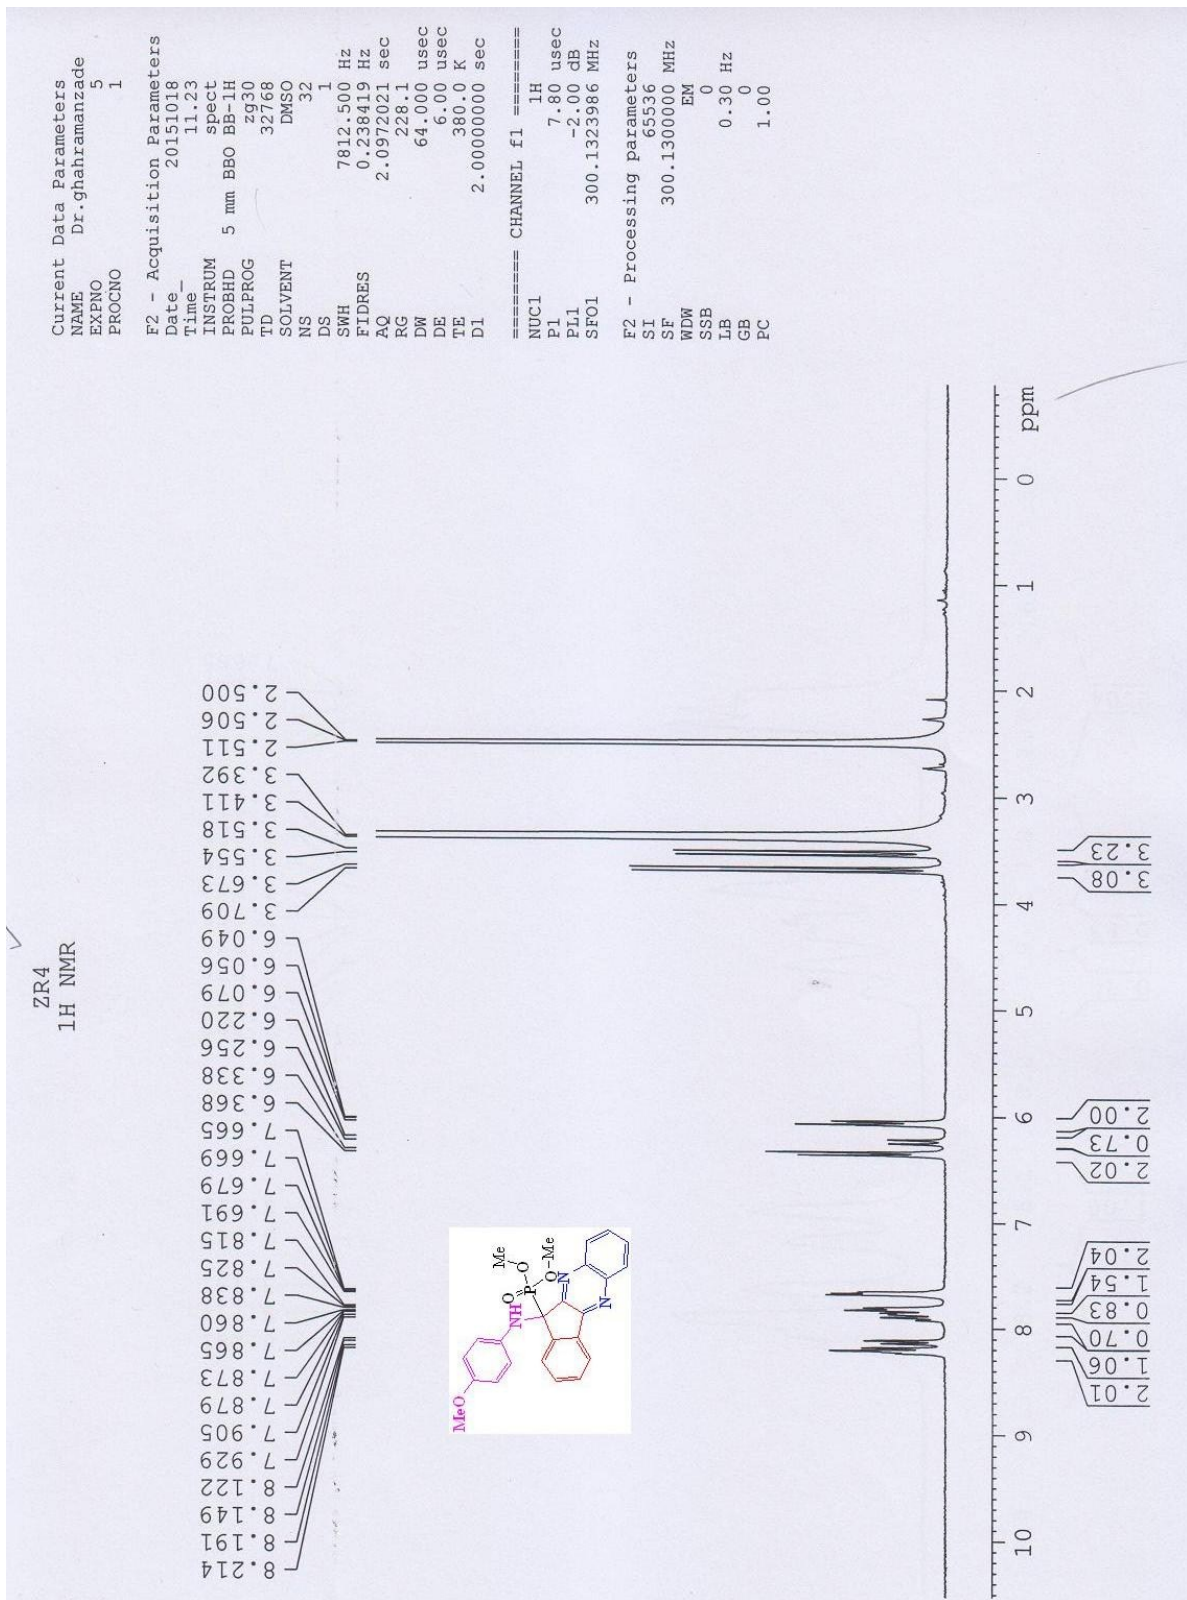 ZR4
1H NMR
Current Data Parameters
NAME Dr.ghahramanzade
EXPNO 5
PROCNO 1
F2 - Acquisition Parameters
Date_ 20151018
Time 11.23
INSTRUM spect
PROBHD 5 mm BBO BB-1H
PULPROG zg30
TD 32768
SOLVENT DMSO
NS 32
DS 1
SWH 7812.500 Hz
FIDRES 0.238419 Hz
AQ 2.0972021 sec
RG 228.1
DW 64.000 usec
DE 6.00 usec
TE 380.0 K
D1 2.00000000 sec
======== CHANNEL f1 ========
NUC1 1H
P1 7.80 usec
PL1 -2.00 dB
SFO1 300.1323986 MHz
F2 - Processing parameters
SI 65536
SF 300.1300000 MHz
WDW EM
SSB 0
LB 0.30 Hz
GB 0
PC 1.00
8.214
8.191
8.149
8.122
7.929
7.905
7.879
7.873
7.865
7.860
7.838
7.825
7.815
7.691
7.679
7.669
7.665
6.368
6.338
6.256
6.220
6.079
6.056
6.049
3.709
3.673
3.554
3.518
3.411
3.392
2.511
2.506
2.500
MeO
NH
O
P
O
Me
O-Me
N
N
10 9 8 7 6 5 4 3 2 1 0 ppm
2.01
1.06
0.70
0.83
1.54
2.04
2.02
0.73
2.00
3.08
3.23